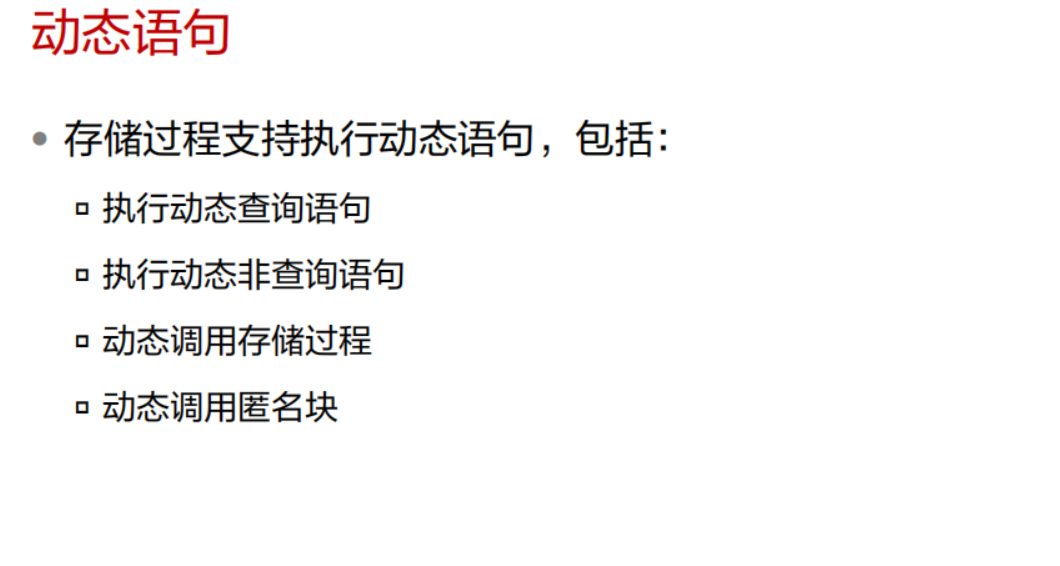 动态语句
存储过程支持执行动态语句，包括：
执行动态查询语句
执行动态非查询语句
动态调用存储过程
动态调用匿名块